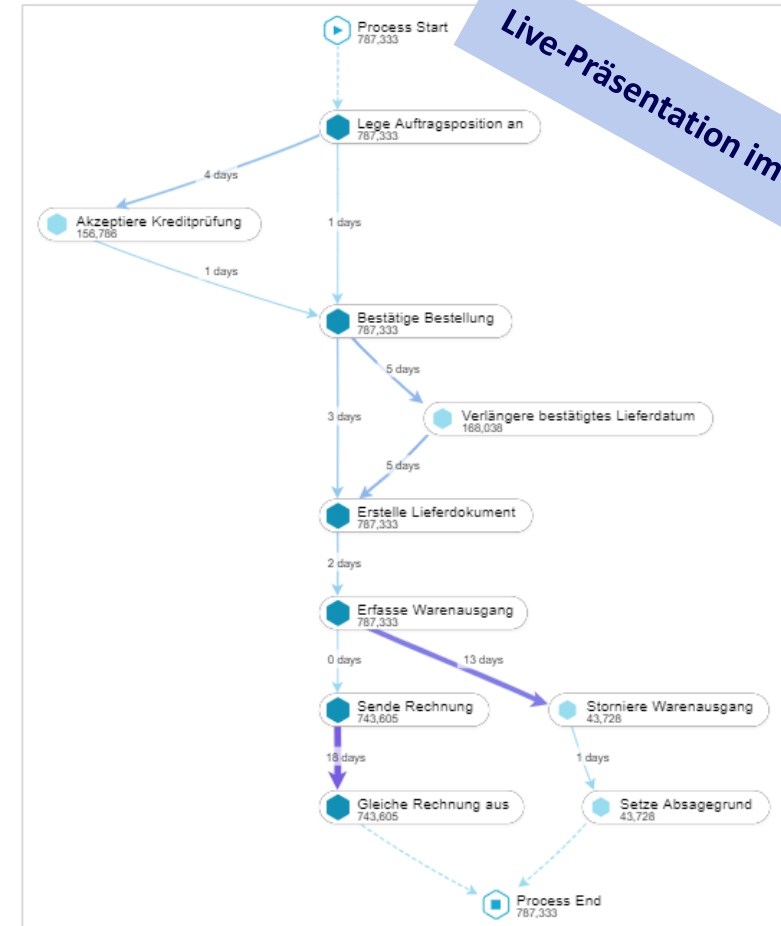 Process Start
787,333
Live-Präsentation im
Lege Auftragsposition an
787,333
4 days
1 days
Akzeptiere Kreditprüfung
156,786
1 days
Bestätige Bestellung
787,333
5 days
3 days
Verlängere bestätigtes Lieferdatum
168,038
5 days
Erstelle Lieferdokument
787,333
2 days
Erfasse Warenausgang
787,333
0 days
13 days
Sende Rechnung
743,605
Storniere Warenausgang
43,728
18 days
1 days
Gleiche Rechnung aus
743,605
Setze Absagegrund
43,728
Process End
787,333